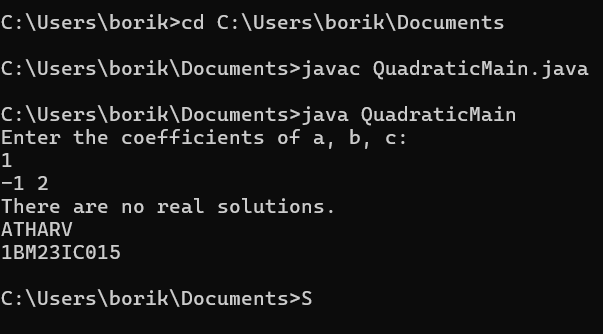 C:\Users\borik>cd C:\Users\borik\Documents
C:\Users\borik\Documents>javac QuadraticMain.java
C:\Users\borik\Documents>java QuadraticMain
Enter the coefficients of a, b, c:
1
-1 2
There are no real solutions.
ATHARV
1BM23IC015
C:\Users\borik\Documents>S